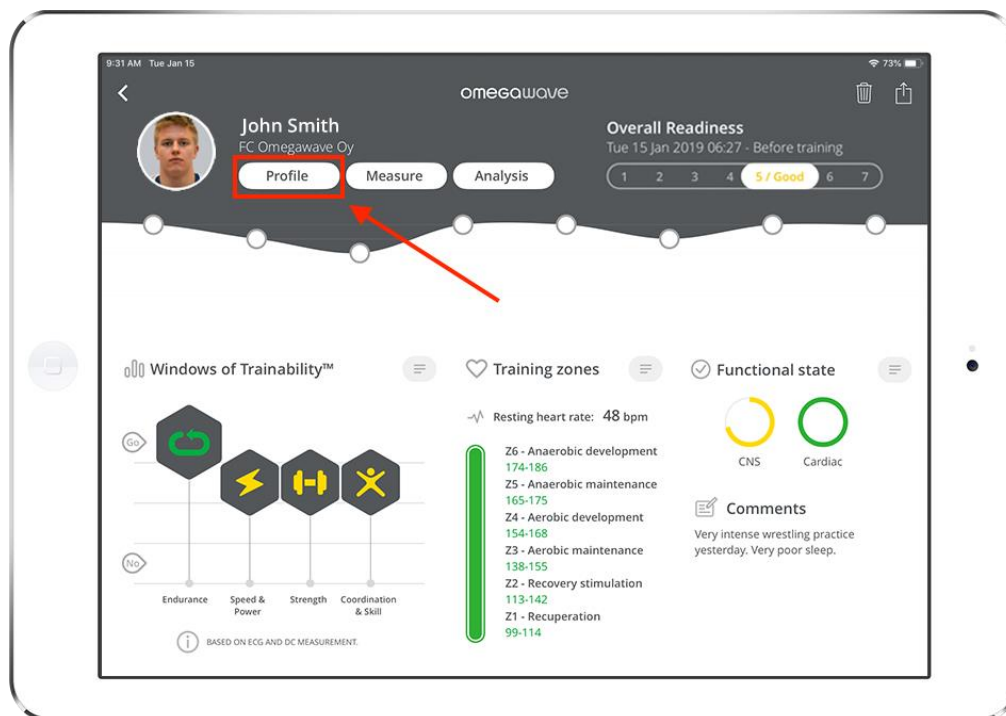 9:31 AM Tue Jan 15
73%
omegawave
John Smith
FC Omegawave Oy
Profile
Measure
Analysis
Overall Readiness
Tue 15 Jan 2019 06:27 - Before training
1 2 3 4 5 / Good 6 7
Windows of Trainability™
Go
No
Endurance
Speed &
Power
Strength
Coordination
& Skill
BASED ON ECG AND DC MEASUREMENT.
Training zones
Resting heart rate: 48 bpm
Z6 - Anaerobic development
174-186
Z5 - Anaerobic maintenance
165-175
Z4 - Aerobic development
154-168
Z3 - Aerobic maintenance
138-155
Z2 - Recovery stimulation
113-142
Z1 - Recuperation
99-114
Functional state
CNS
Cardiac
Comments
Very intense wrestling practice
yesterday. Very poor sleep.